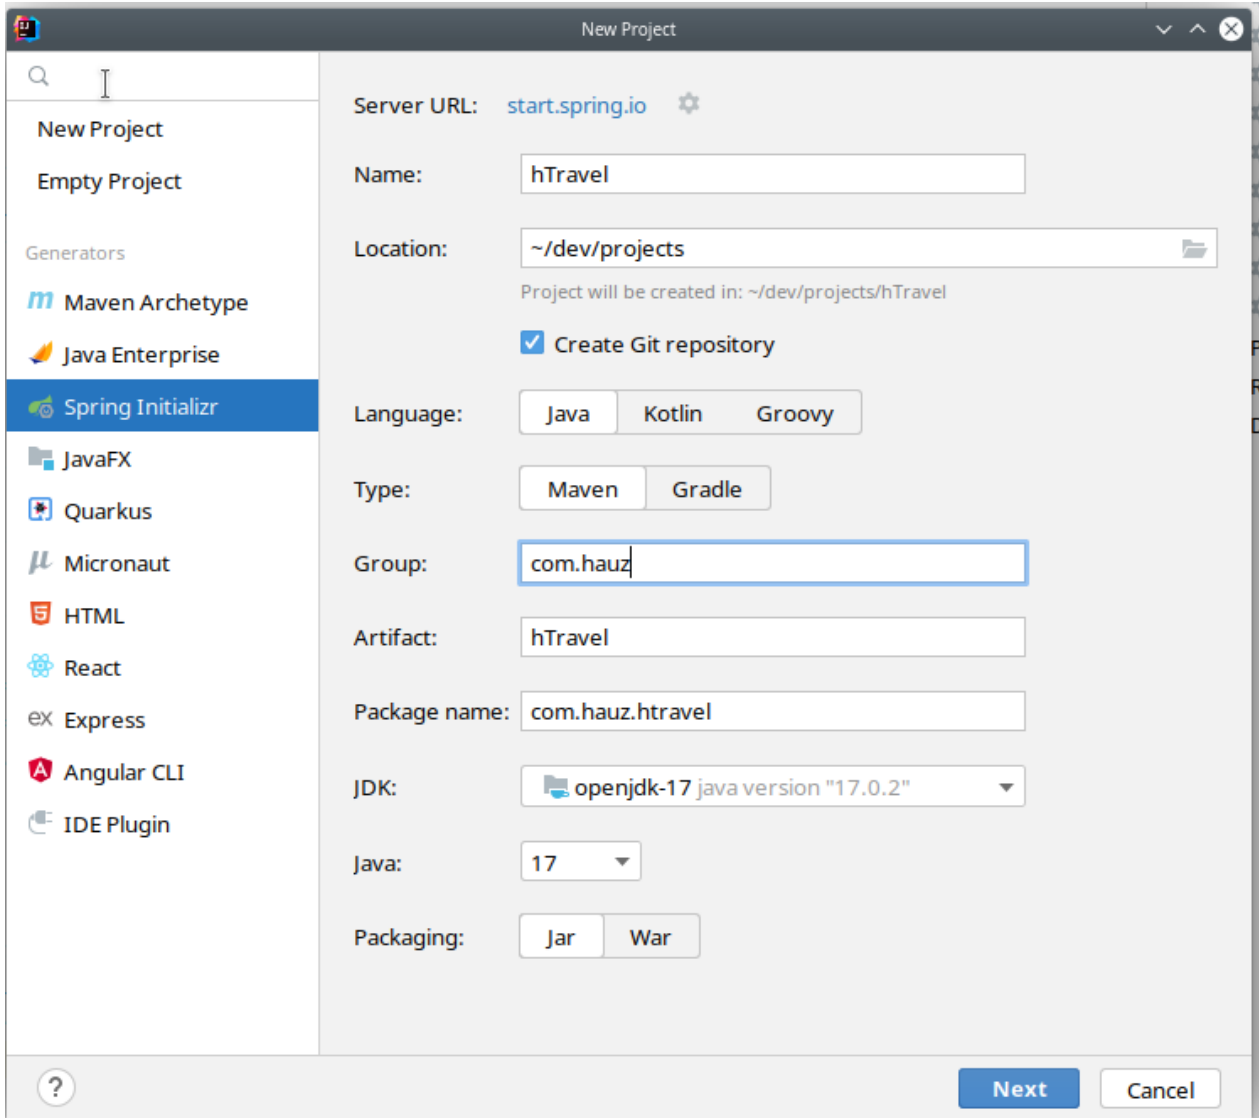 New Project
New Project
Empty Project
Generators
Maven Archetype
Java Enterprise
Spring Initializr
JavaFX
Quarkus
Micronaut
HTML
React
ex Express
Angular CLI
IDE Plugin
Server URL: start.spring.io
Name: hTravel
Location: ~/dev/projects
Project will be created in: ~/dev/projects/hTravel
Create Git repository
Language: Java Kotlin Groovy
Type: Maven Gradle
Group: com.hauz
Artifact: hTravel
Package name: com.hauz.htravel
JDK: openjdk-17 java version "17.0.2"
Java: 17
Packaging: Jar War
? Next Cancel